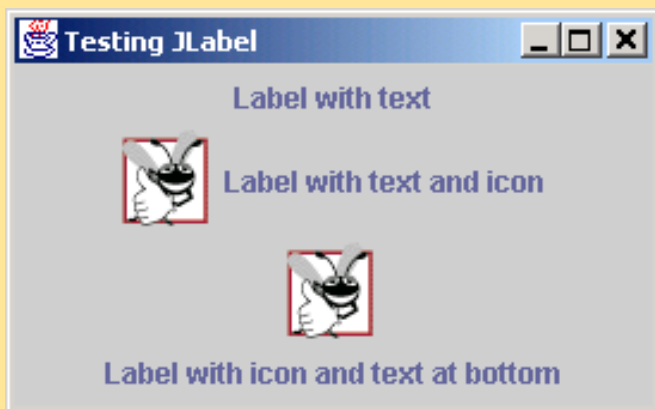 Testing JLabel
Label with text
Label with text and icon
Label with icon and text at bottom